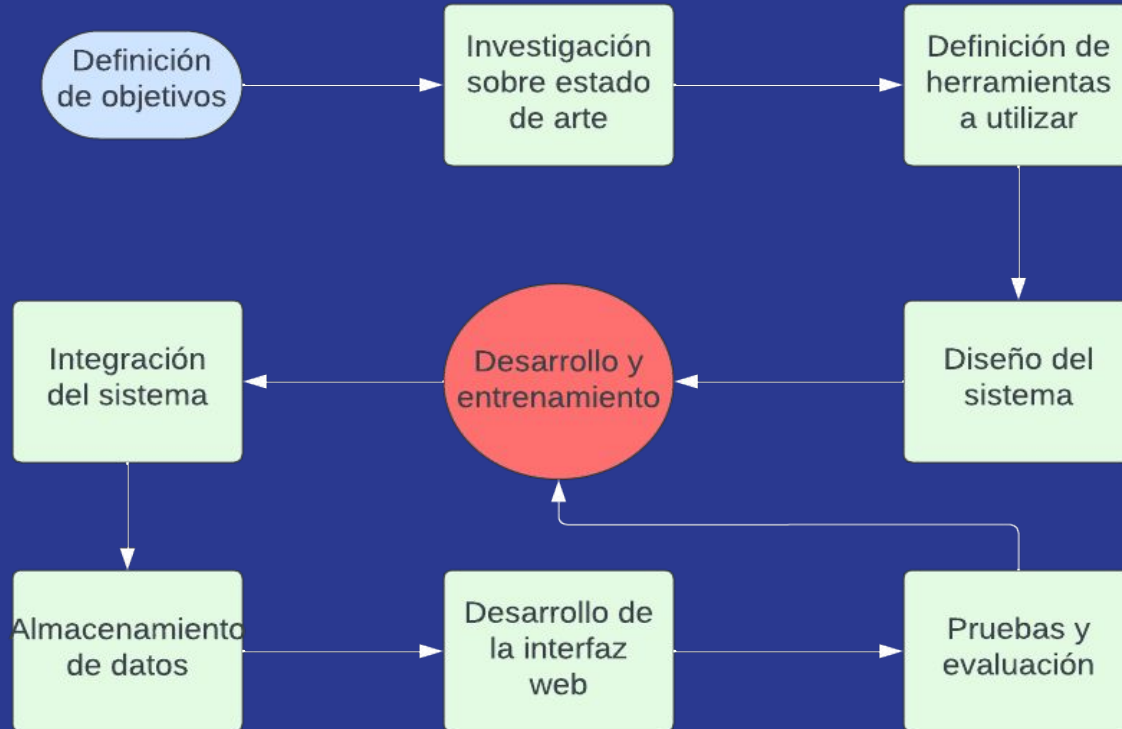 Definición
de objetivos
Investigación
sobre estado
de arte
Definición de
herramientas
a utilizar
Integración
del sistema
Desarrollo y
entrenamiento
Diseño del
sistema
Almacenamiento
de datos
Desarrollo de
la interfaz
web
Pruebas y
evaluación